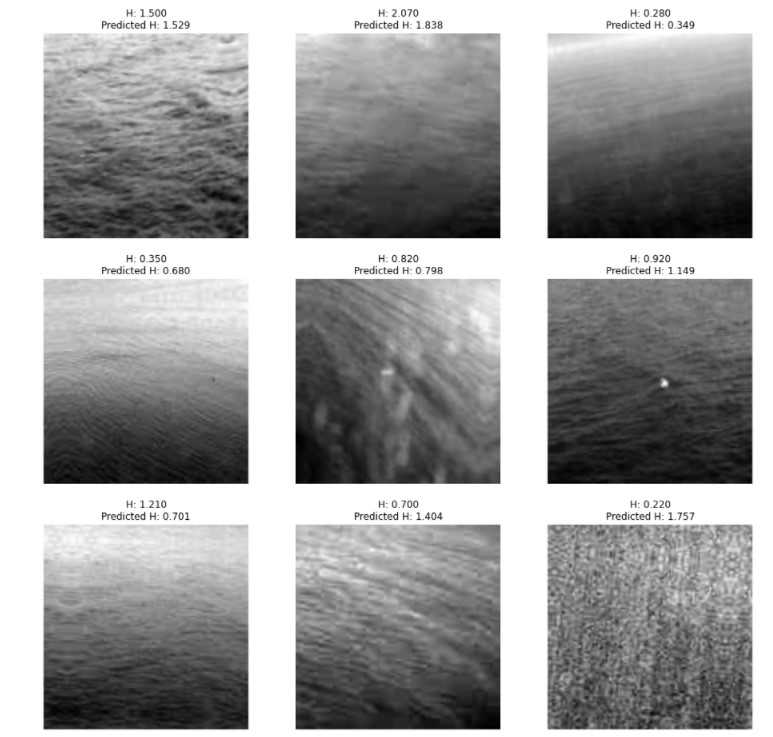 H: 1.500
Predicted H: 1.529
H: 2.070
Predicted H: 1.838
H: 0.280
Predicted H: 0.349
H: 0.350
Predicted H: 0.680
H: 0.820
Predicted H: 0.798
H: 0.920
Predicted H: 1.149
H: 1.210
Predicted H: 0.701
H: 0.700
Predicted H: 1.404
H: 0.220
Predicted H: 1.757